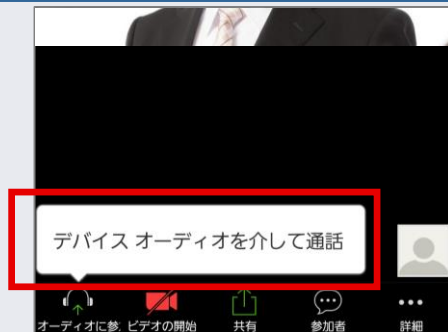 デバイス オーディオを介して通話
オーディオに参.
ビデオの開始
共有
参加者
詳細